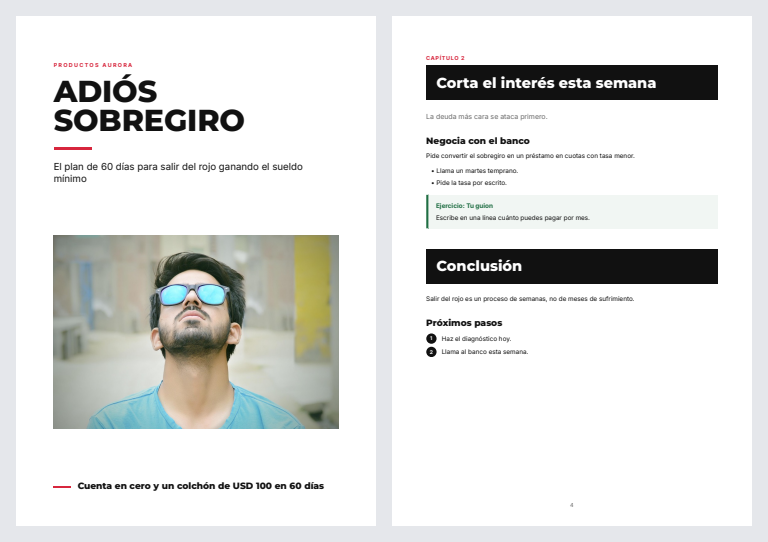 PRODUCTOS AURORA
ADIÓS
SOBREGIRO
El plan de 60 días para salir del rojo ganando el sueldo
mínimo
Cuenta en cero y un colchón de USD 100 en 60 días
CAPÍTULO 2
Corta el interés esta semana
La deuda más cara se ataca primero.
Negocia con el banco
Pide convertir el sobregiro en un préstamo en cuotas con tasa menor.
• Llama un martes temprano.
• Pide la tasa por escrito.
Ejercicio: Tu guion
Escribe en una línea cuánto puedes pagar por mes.
Conclusión
Salir del rojo es un proceso de semanas, no de meses de sufrimiento.
Próximos pasos
1 Haz el diagnóstico hoy.
2 Llama al banco esta semana.
4